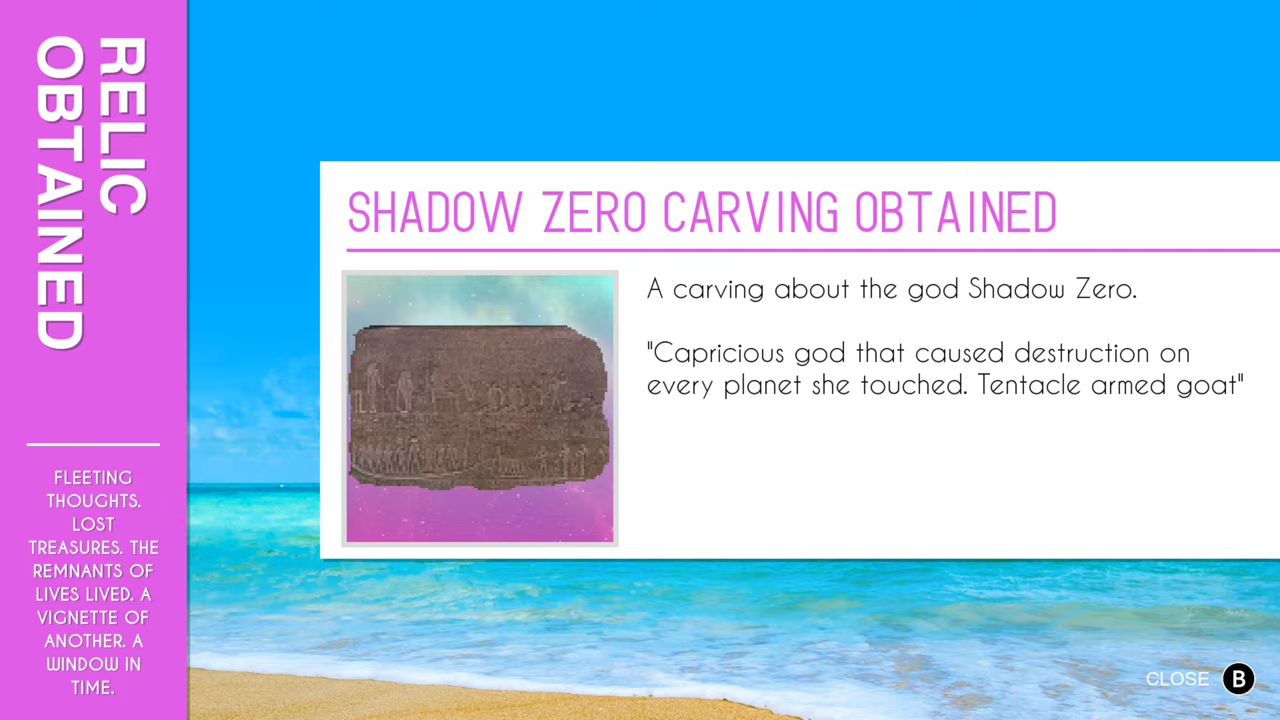 RELIC
OBTAINED
FLEETING
THOUGHTS.
LOST
TREASURES. THE
REMNANTS OF
LIVES LIVED. A
VIGNETTE OF
ANOTHER. A
WINDOW IN
TIME.
SHADOW ZERO CARVING OBTAINED
A carving about the god Shadow Zero.
"Capricious god that caused destruction on
every planet she touched. Tentacle armed goat"
CLOSE B